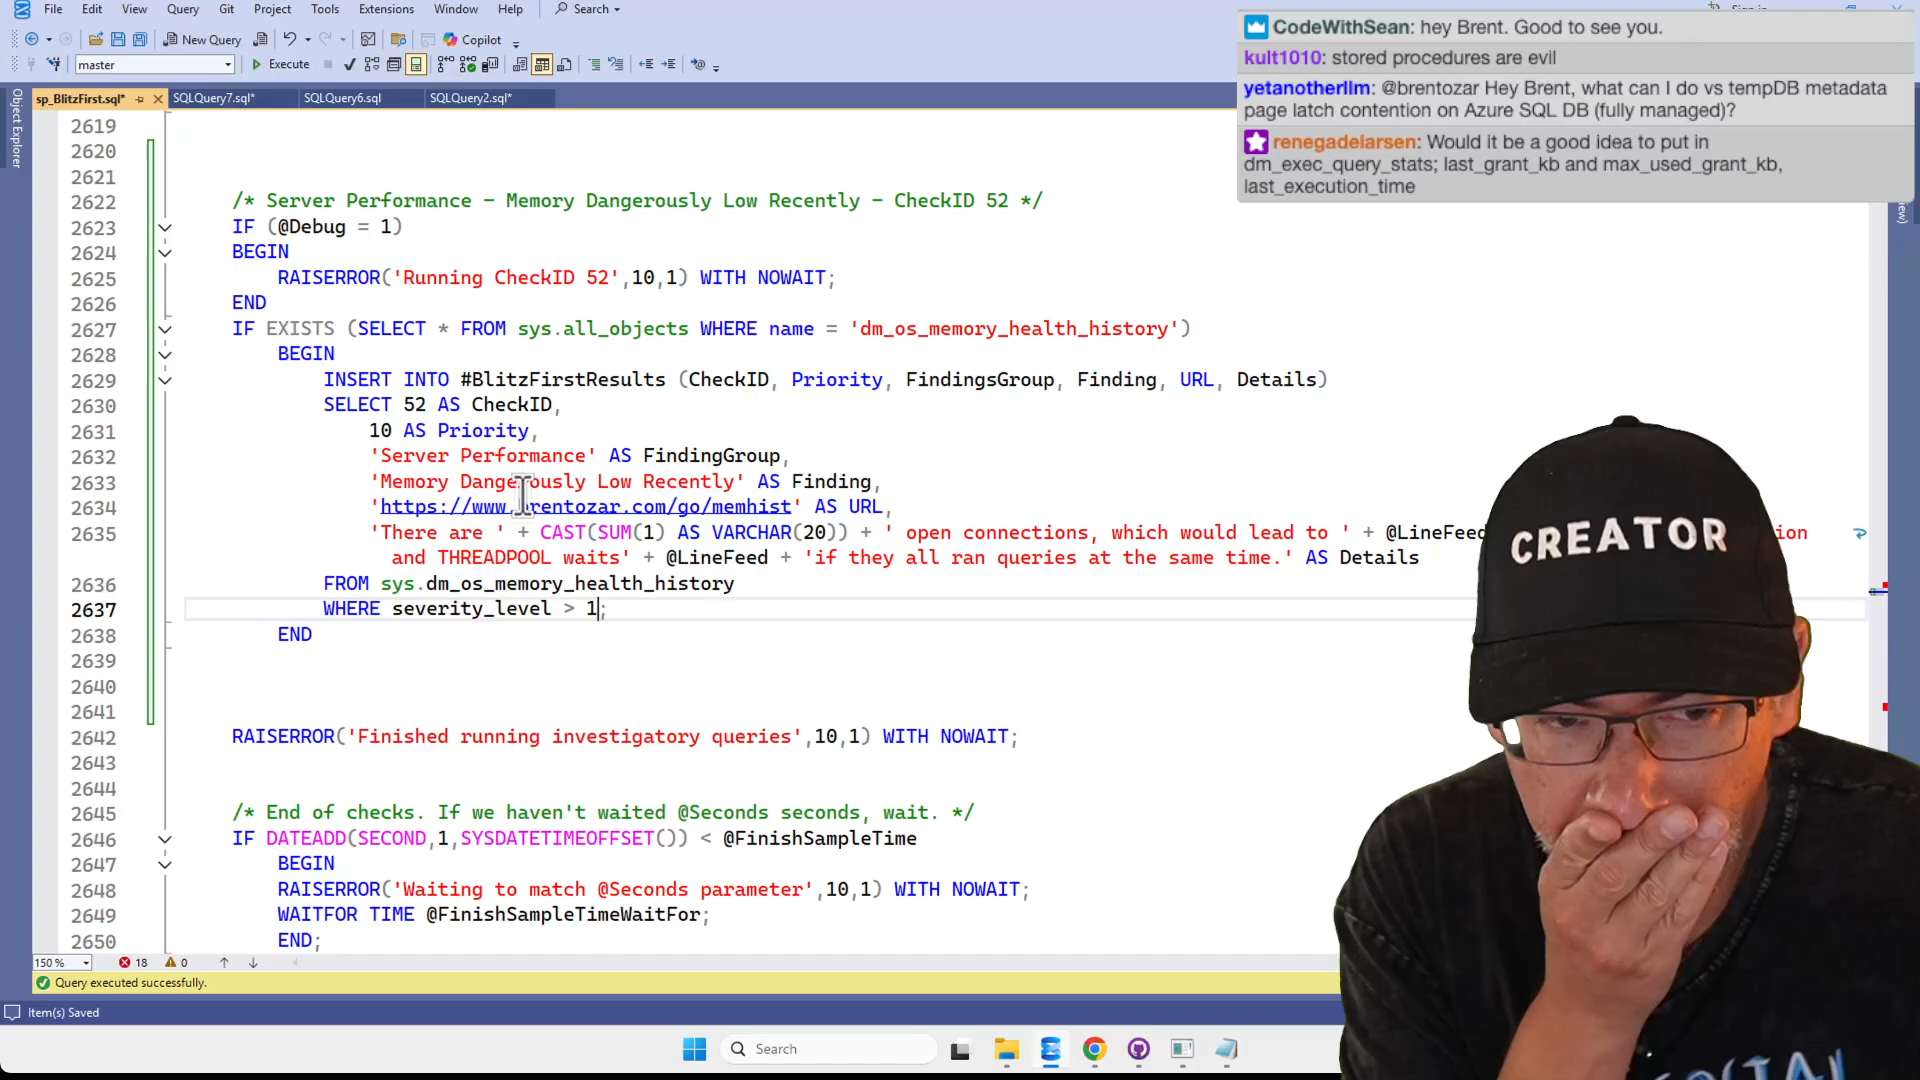 File Edit View Query Git Project Tools Extensions Window Help Search
New Query Copilot
master Execute
sp_BlitzFirst.sql* SQLQuery7.sql* SQLQuery6.sql SQLQuery2.sql*
Object Explorer
CodeWithSean: hey Brent. Good to see you.
kult1010: stored procedures are evil
yetanotherllm: @brentozar Hey Brent, what can I do vs tempDB metadata
page latch contention on Azure SQL DB (fully managed)?
renegadelarsen: Would it be a good idea to put in
dm_exec_query_stats; last_grant_kb and max_used_grant_kb,
last_execution_time
2619
2620
2621
2622 /* Server Performance - Memory Dangerously Low Recently - CheckID 52 */
2623 IF (@Debug = 1)
2624 BEGIN
2625 RAISERROR('Running CheckID 52',10,1) WITH NOWAIT;
2626 END
2627 IF EXISTS (SELECT * FROM sys.all_objects WHERE name = 'dm_os_memory_health_history')
2628 BEGIN
2629 INSERT INTO #BlitzFirstResults (CheckID, Priority, FindingsGroup, Finding, URL, Details)
2630 SELECT 52 AS CheckID,
2631 10 AS Priority,
2632 'Server Performance' AS FindingGroup,
2633 'Memory Dangerously Low Recently' AS Finding,
2634 'https://www.brentozar.com/go/memhist' AS URL,
2635 'There are ' + CAST(SUM(1) AS VARCHAR(20)) + ' open connections, which would lead to ' + @LineFeed
and THREADPOOL waits' + @LineFeed + 'if they all ran queries at the same time.' AS Details
2636 FROM sys.dm_os_memory_health_history
2637 WHERE severity_level > 1;
2638 END
2639
2640
2641
2642 RAISERROR('Finished running investigatory queries',10,1) WITH NOWAIT;
2643
2644
2645 /* End of checks. If we haven't waited @Seconds seconds, wait. */
2646 IF DATEADD(SECOND,1,SYSDATETIMEOFFSET()) < @FinishSampleTime
2647 BEGIN
2648 RAISERROR('Waiting to match @Seconds parameter',10,1) WITH NOWAIT;
2649 WAITFOR TIME @FinishSampleTimeWaitFor;
2650 END;
150 % 18 0
Query executed successfully.
Item(s) Saved
Search
CREATOR